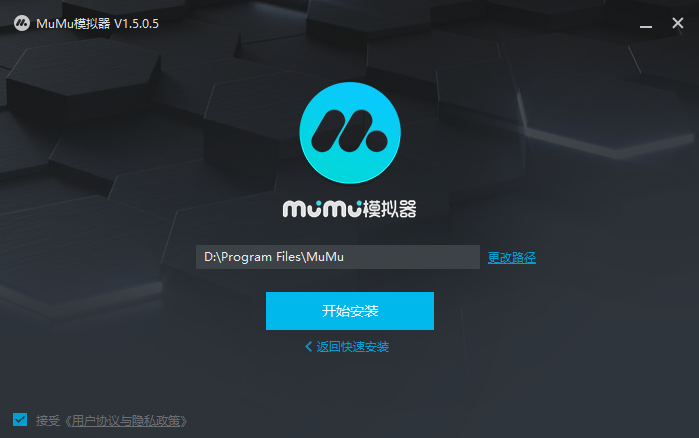 MuMu模拟器 V1.5.0.5
MuMu模拟器
D:\Program Files\MuMu 更改路径
开始安装
返回快速安装
接受《用户协议与隐私政策》